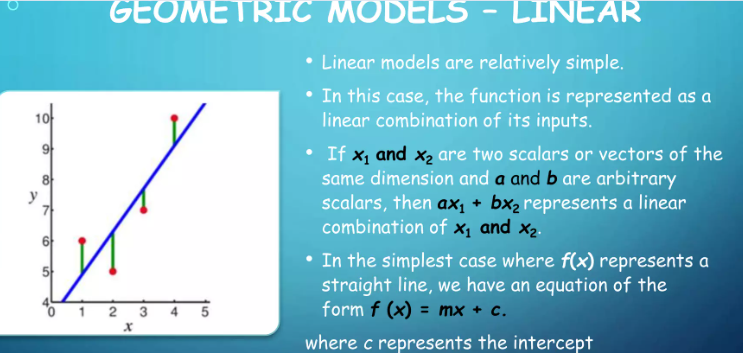 GEOMETRIC MODELS – LINEAR
• Linear models are relatively simple.
• In this case, the function is represented as a
linear combination of its inputs.
• If x₁ and x₂ are two scalars or vectors of the
same dimension and a and b are arbitrary
scalars, then ax₁ + bx₂ represents a linear
combination of x₁ and x₂.
• In the simplest case where f(x) represents a
straight line, we have an equation of the
form f (x) = mx + c.
where c represents the intercept
10
9
8
y
7
6
5
4
0 1 2 3 4 5
x